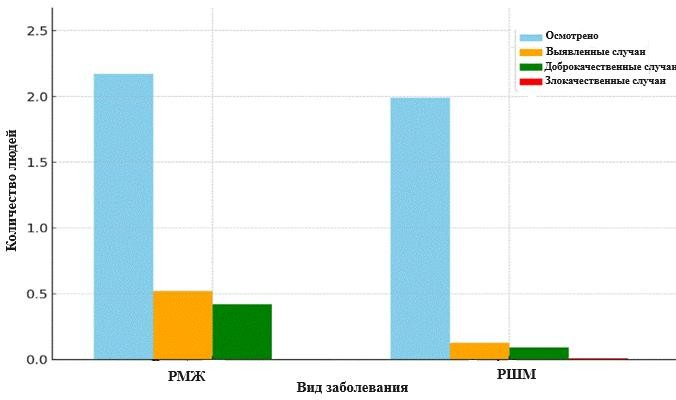 2.5
2.0
1.5
1.0
0.5
0.0
Количество людей
Осмотрено
Выявленные случаи
Доброкачественные случаи
Злокачественные случаи
РМЖ
РШМ
Вид заболевания